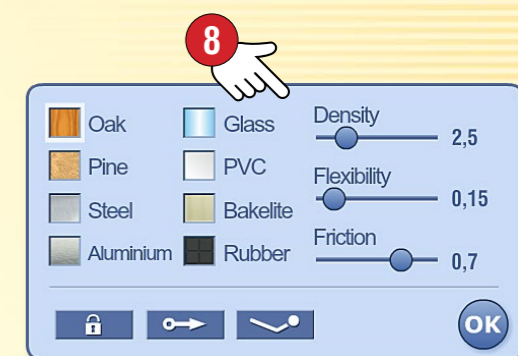 8
Oak
Pine
Steel
Aluminium
Glass
PVC
Bakelite
Rubber
Density
2,5
Flexibility
0,15
Friction
0,7
OK